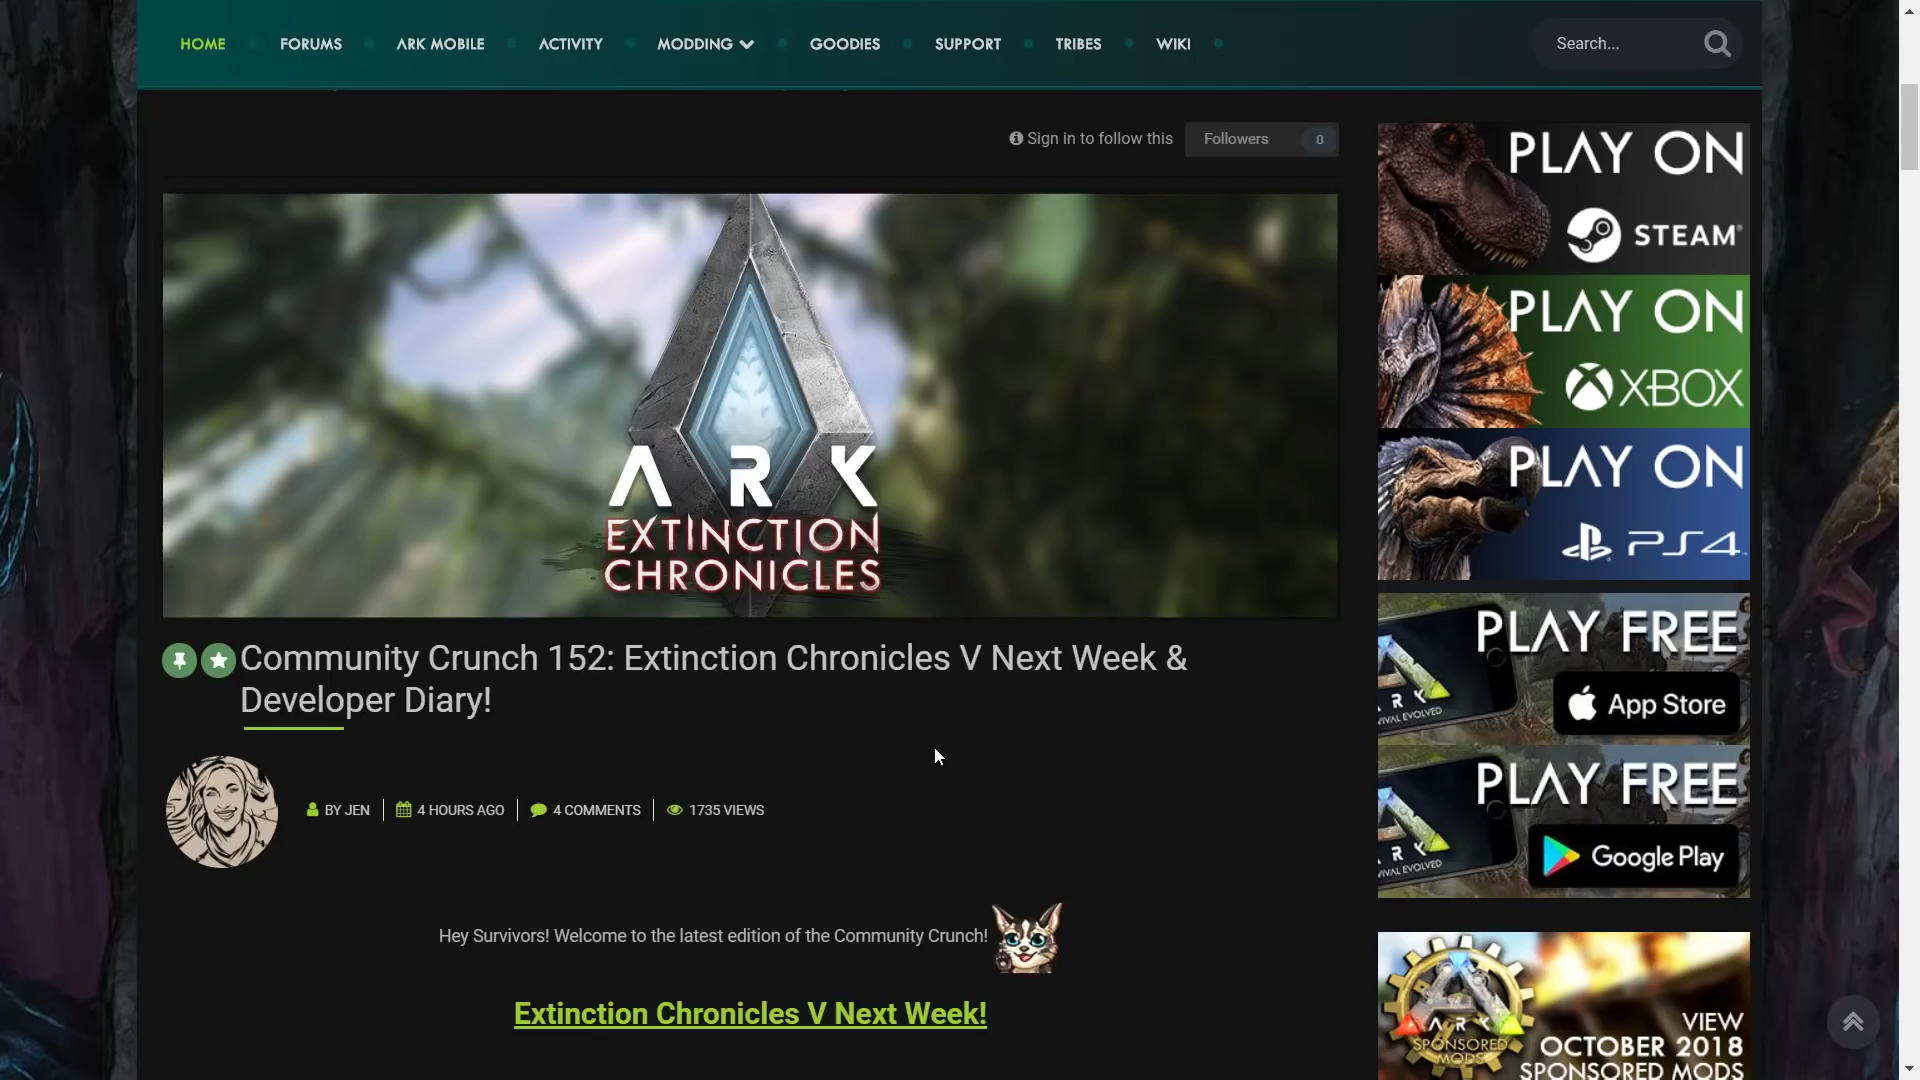 HOME FORUMS ARK MOBILE ACTIVITY MODDING GOODIES SUPPORT TRIBES WIKI Search...
Sign in to follow this Followers 0
ARK
EXTINCTION
CHRONICLES
Community Crunch 152: Extinction Chronicles V Next Week &
Developer Diary!
BY JEN 4 HOURS AGO 4 COMMENTS 1735 VIEWS
Hey Survivors! Welcome to the latest edition of the Community Crunch!
Extinction Chronicles V Next Week!
PLAY ON
STEAM
PLAY ON
XBOX
PLAY ON
PS4
PLAY FREE
App Store
PLAY FREE
Google Play
ARK
SPONSORED
MODS
VIEW
OCTOBER 2018
SPONSORED MODS